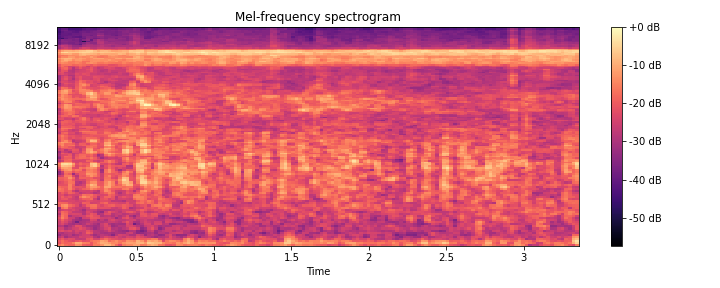 Mel-frequency spectrogram
8192
4096
2048
1024
512
0
Hz
0
0.5
1
1.5
2
2.5
3
Time
+0 dB
-10 dB
-20 dB
-30 dB
-40 dB
-50 dB